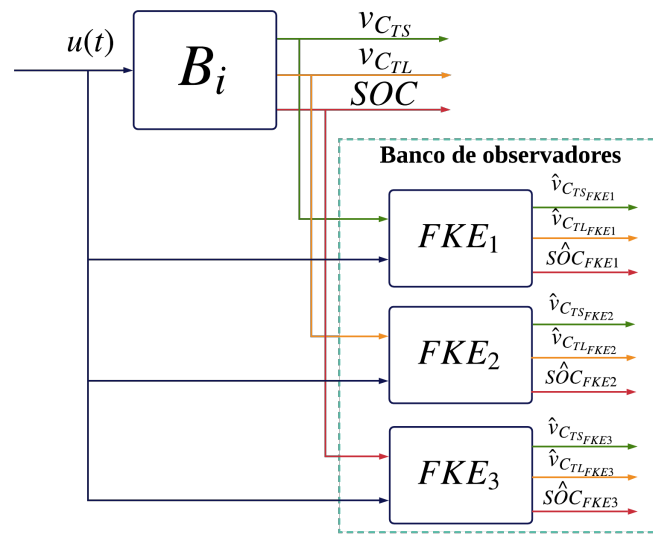 u(t)
B_i
v_{C_{TS}}
v_{C_{TL}}
SOC
Banco de observadores
FKE_1
v̂_{C_{TS_{FKE1}}}
v̂_{C_{TL_{FKE1}}}
SÔC_{FKE1}
FKE_2
v̂_{C_{TS_{FKE2}}}
v̂_{C_{TL_{FKE2}}}
SÔC_{FKE2}
FKE_3
v̂_{C_{TS_{FKE3}}}
v̂_{C_{TL_{FKE3}}}
SÔC_{FKE3}